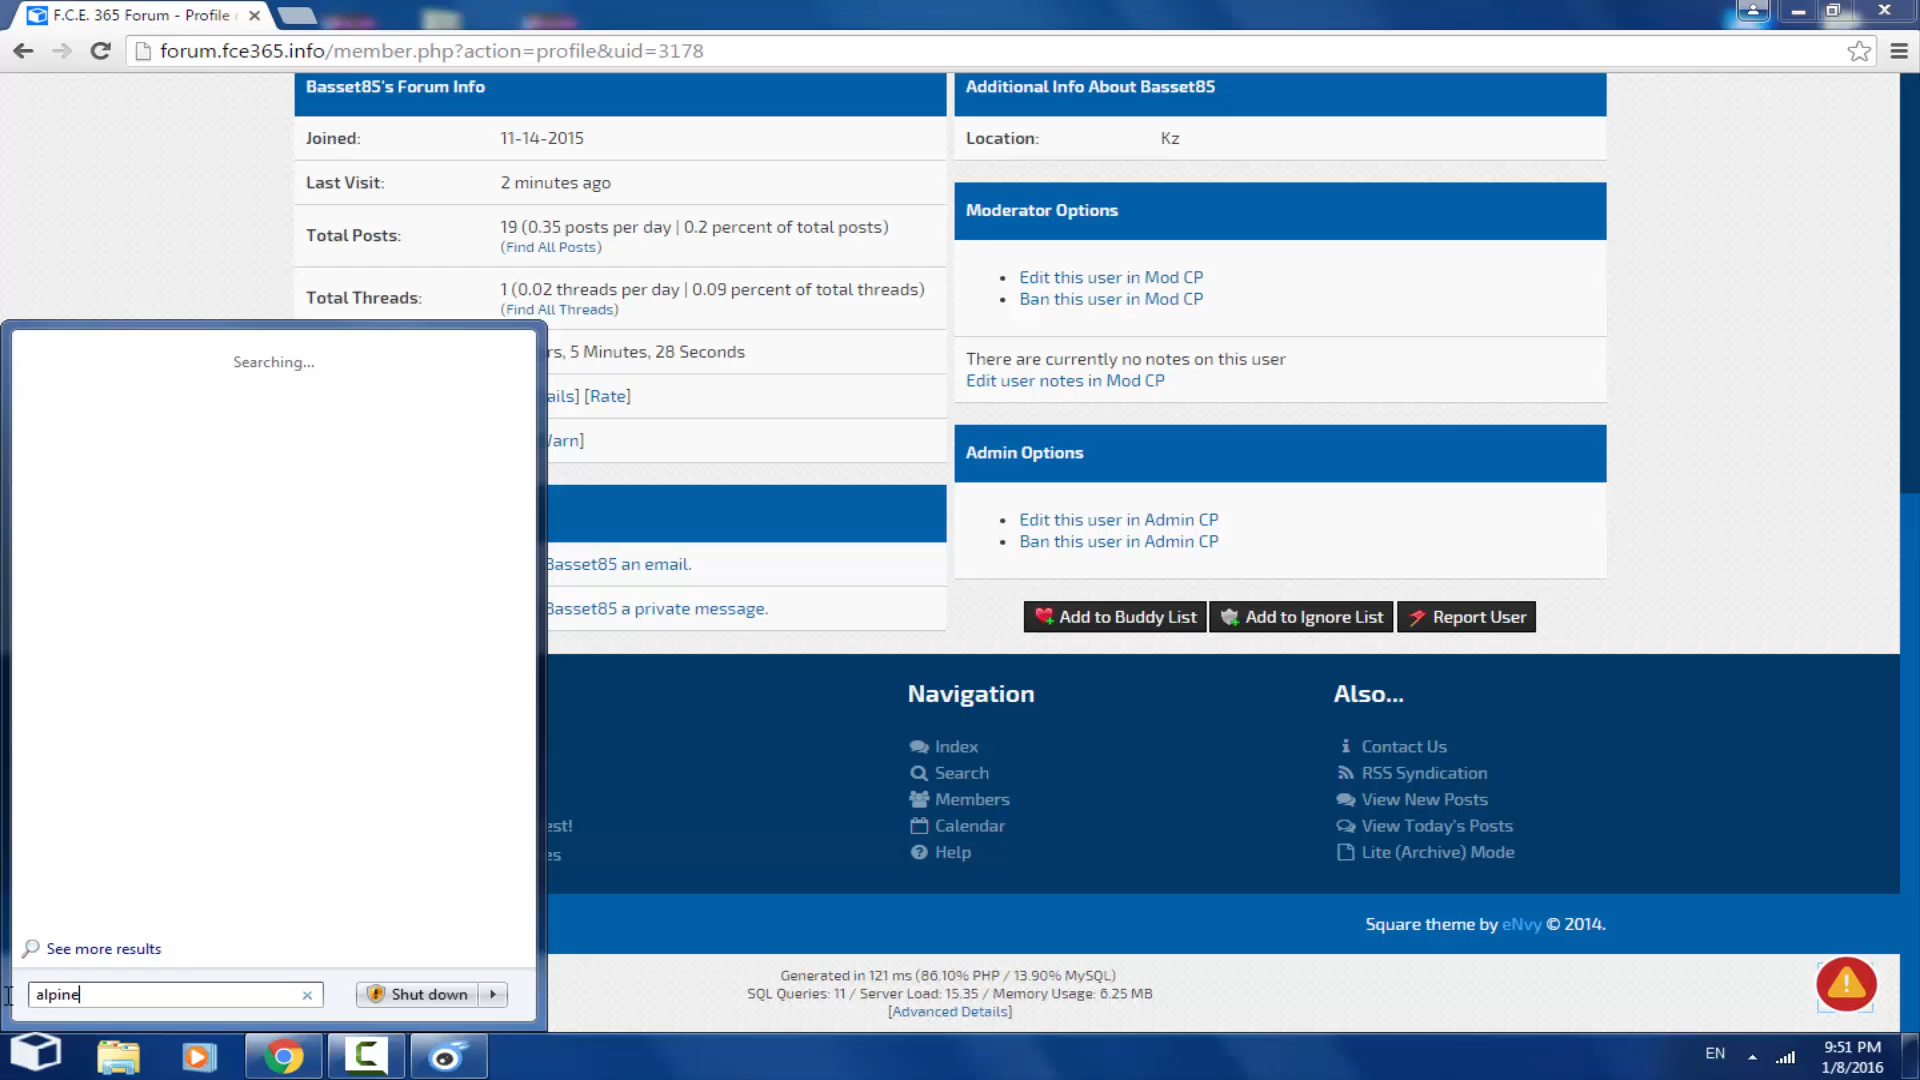 F.C.E. 365 Forum - Profile
forum.fce365.info/member.php?action=profile&uid=3178
Basset85's Forum Info
Joined: 11-14-2015
Last Visit: 2 minutes ago
Total Posts: 19 (0.35 posts per day | 0.2 percent of total posts)
(Find All Posts)
Total Threads: 1 (0.02 threads per day | 0.09 percent of total threads)
(Find All Threads)
rs, 5 Minutes, 28 Seconds
ails] [Rate]
arn]
Basset85 an email.
Basset85 a private message.
Additional Info About Basset85
Location: Kz
Moderator Options
Edit this user in Mod CP
Ban this user in Mod CP
There are currently no notes on this user
Edit user notes in Mod CP
Admin Options
Edit this user in Admin CP
Ban this user in Admin CP
Add to Buddy List Add to Ignore List Report User
Searching...
See more results
alpine
Shut down
est!
es
Navigation
Index
Search
Members
Calendar
Help
Also...
Contact Us
RSS Syndication
View New Posts
View Today's Posts
Lite (Archive) Mode
Square theme by eNvy © 2014.
Generated in 121 ms (86.10% PHP / 13.90% MySQL)
SQL Queries: 11 / Server Load: 15.35 / Memory Usage: 6.25 MB
[Advanced Details]
EN
9:51 PM
1/8/2016